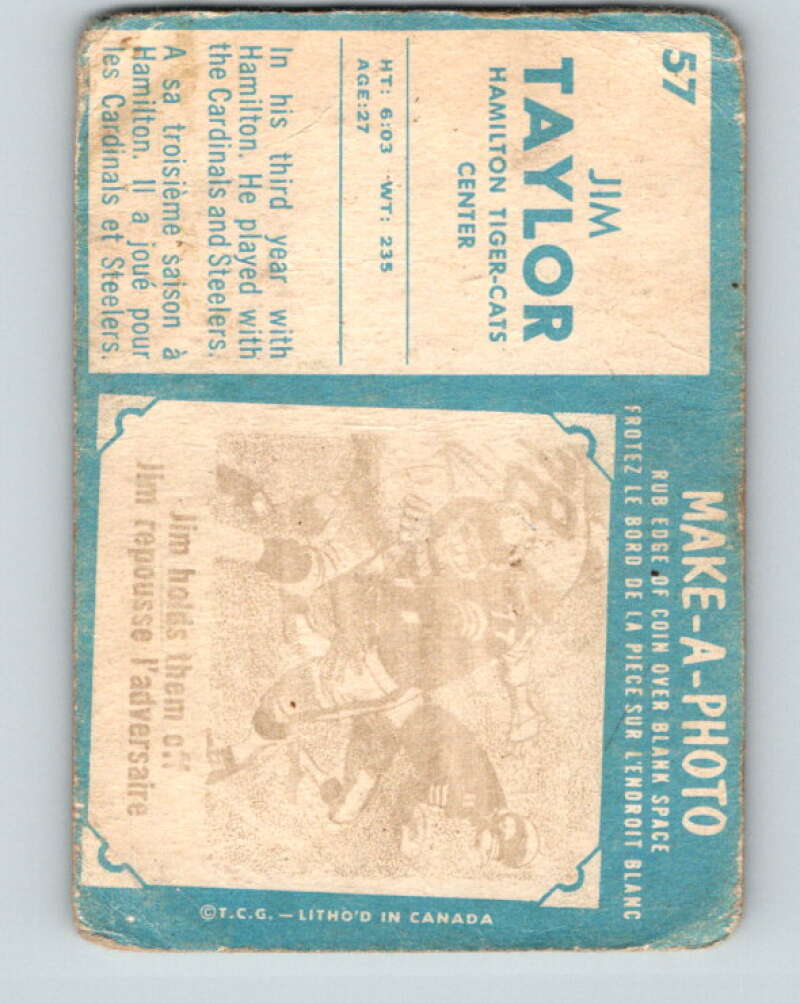 57
JIM
TAYLOR
HAMILTON TIGER-CATS
CENTER
HT: 6:03 WT: 235
AGE:27
In his third year with
Hamilton. He played with
the Cardinals and Steelers.
A sa troisième saison à
Hamilton. Il a joué pour
les Cardinals et Steelers.
MAKE-A-PHOTO
RUB EDGE OF COIN OVER BLANK SPACE
FROTEZ LE BORD DE LA PIECE SUR L'ENDROIT BLANC
77
Jim holds them off
Jim repousse l'adversaire
©T.C.G. — LITHO'D IN CANADA